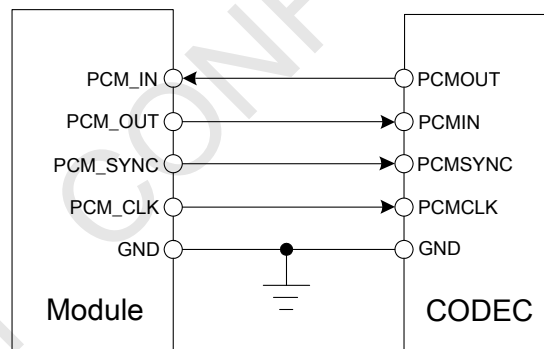 PCM_IN PCMOUT
PCM_OUT PCMIN
PCM_SYNC PCMSYNC
PCM_CLK PCMCLK
GND GND
Module CODEC